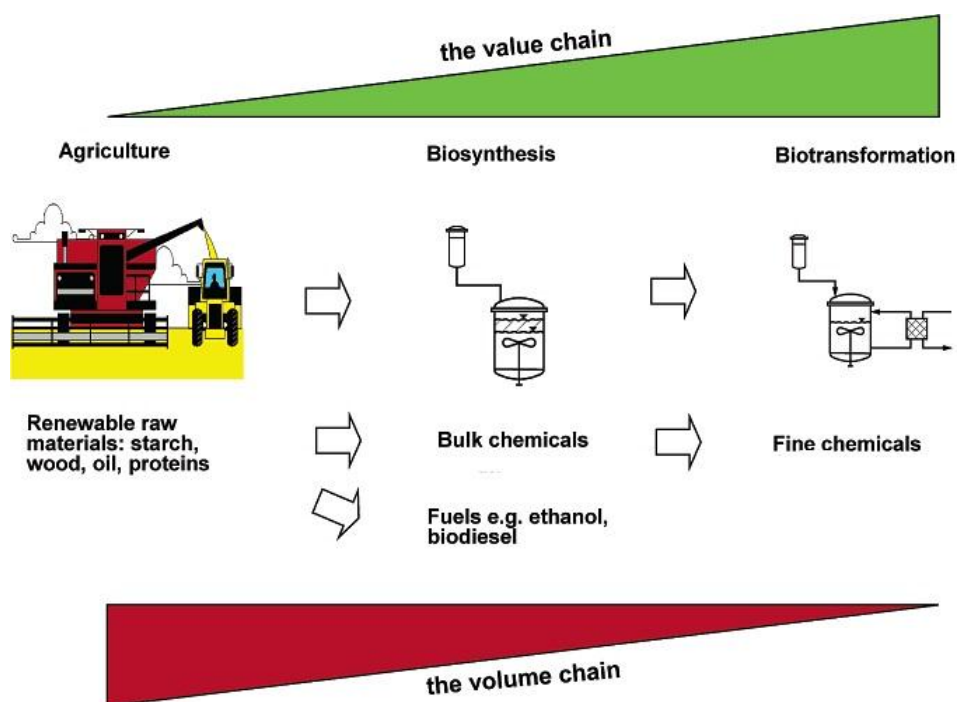 the value chain
Agriculture
Biosynthesis
Biotransformation
Renewable raw
materials: starch,
wood, oil, proteins
Bulk chemicals
Fine chemicals
Fuels e.g. ethanol,
biodiesel
the volume chain